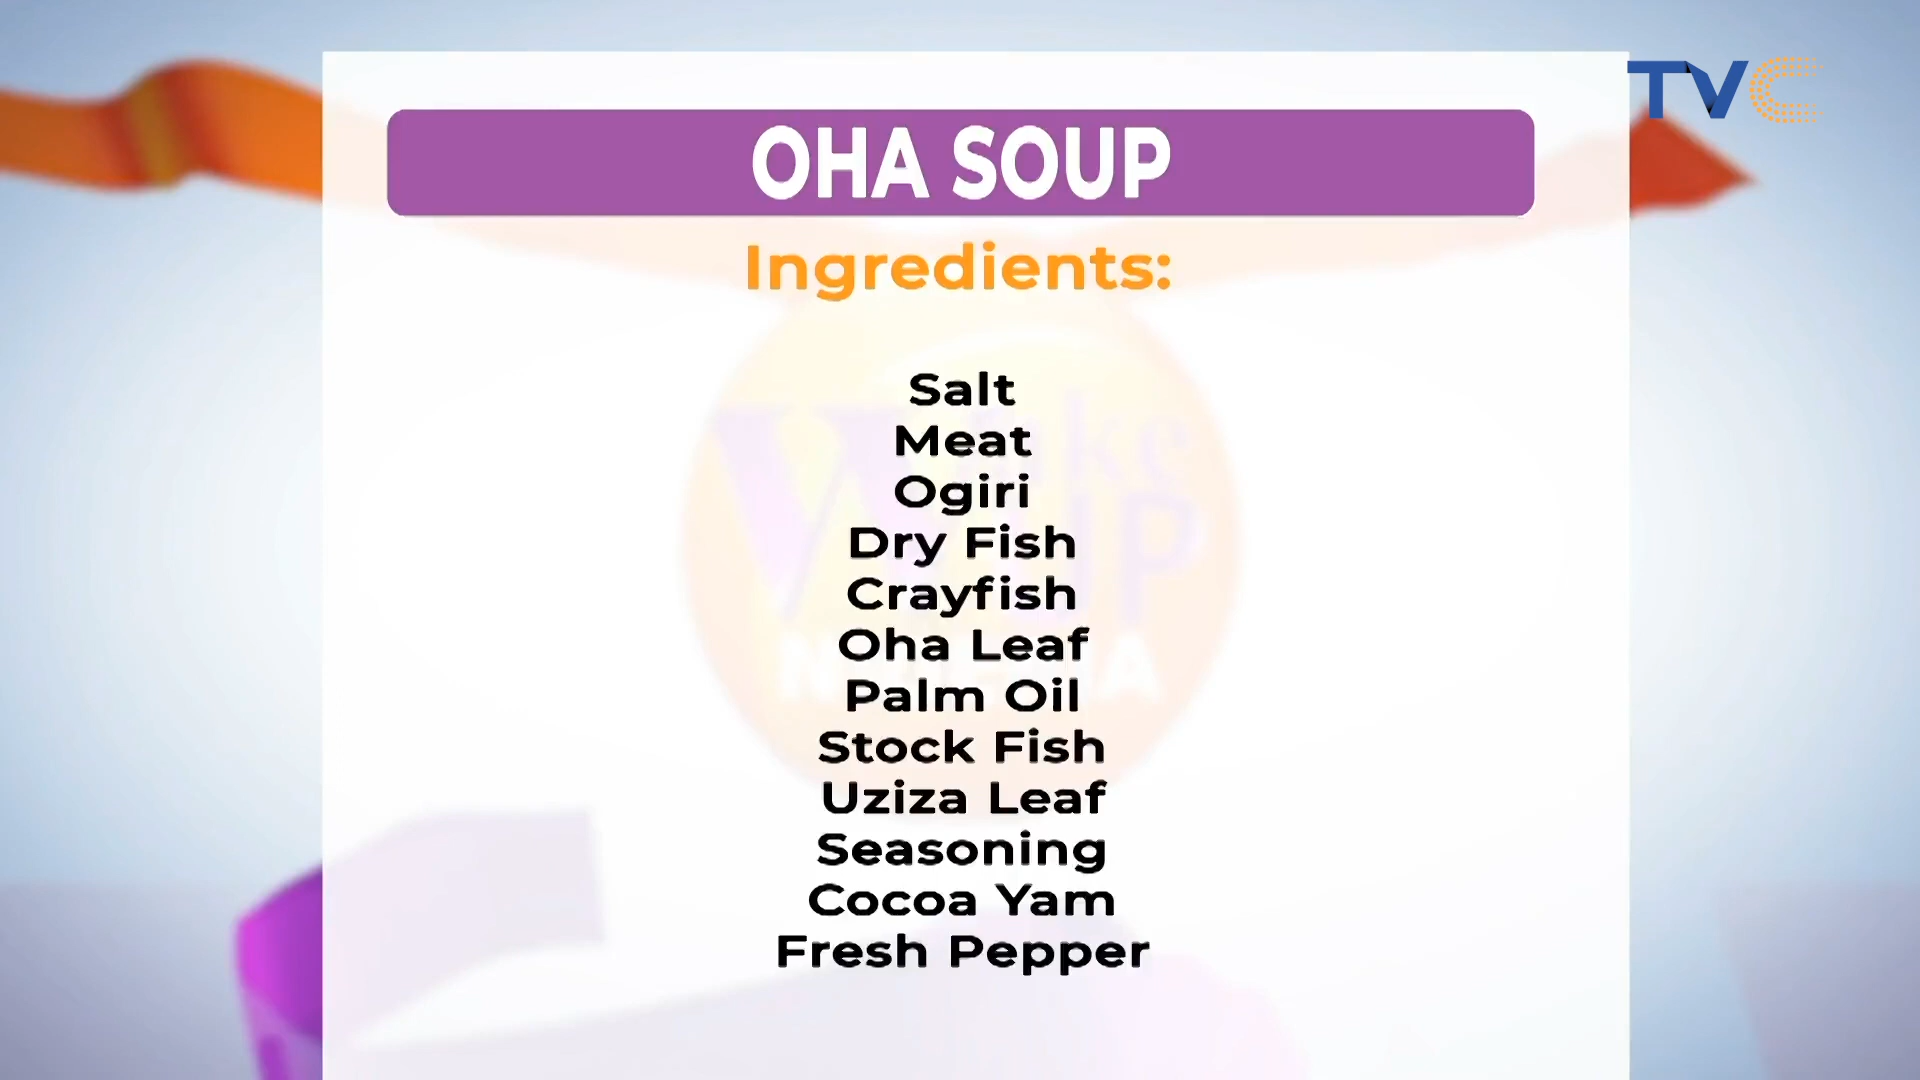 TVC
OHA SOUP
Ingredients:
Salt
Meat
Ogiri
Dry Fish
Crayfish
Oha Leaf
Palm Oil
Stock Fish
Uziza Leaf
Seasoning
Cocoa Yam
Fresh Pepper